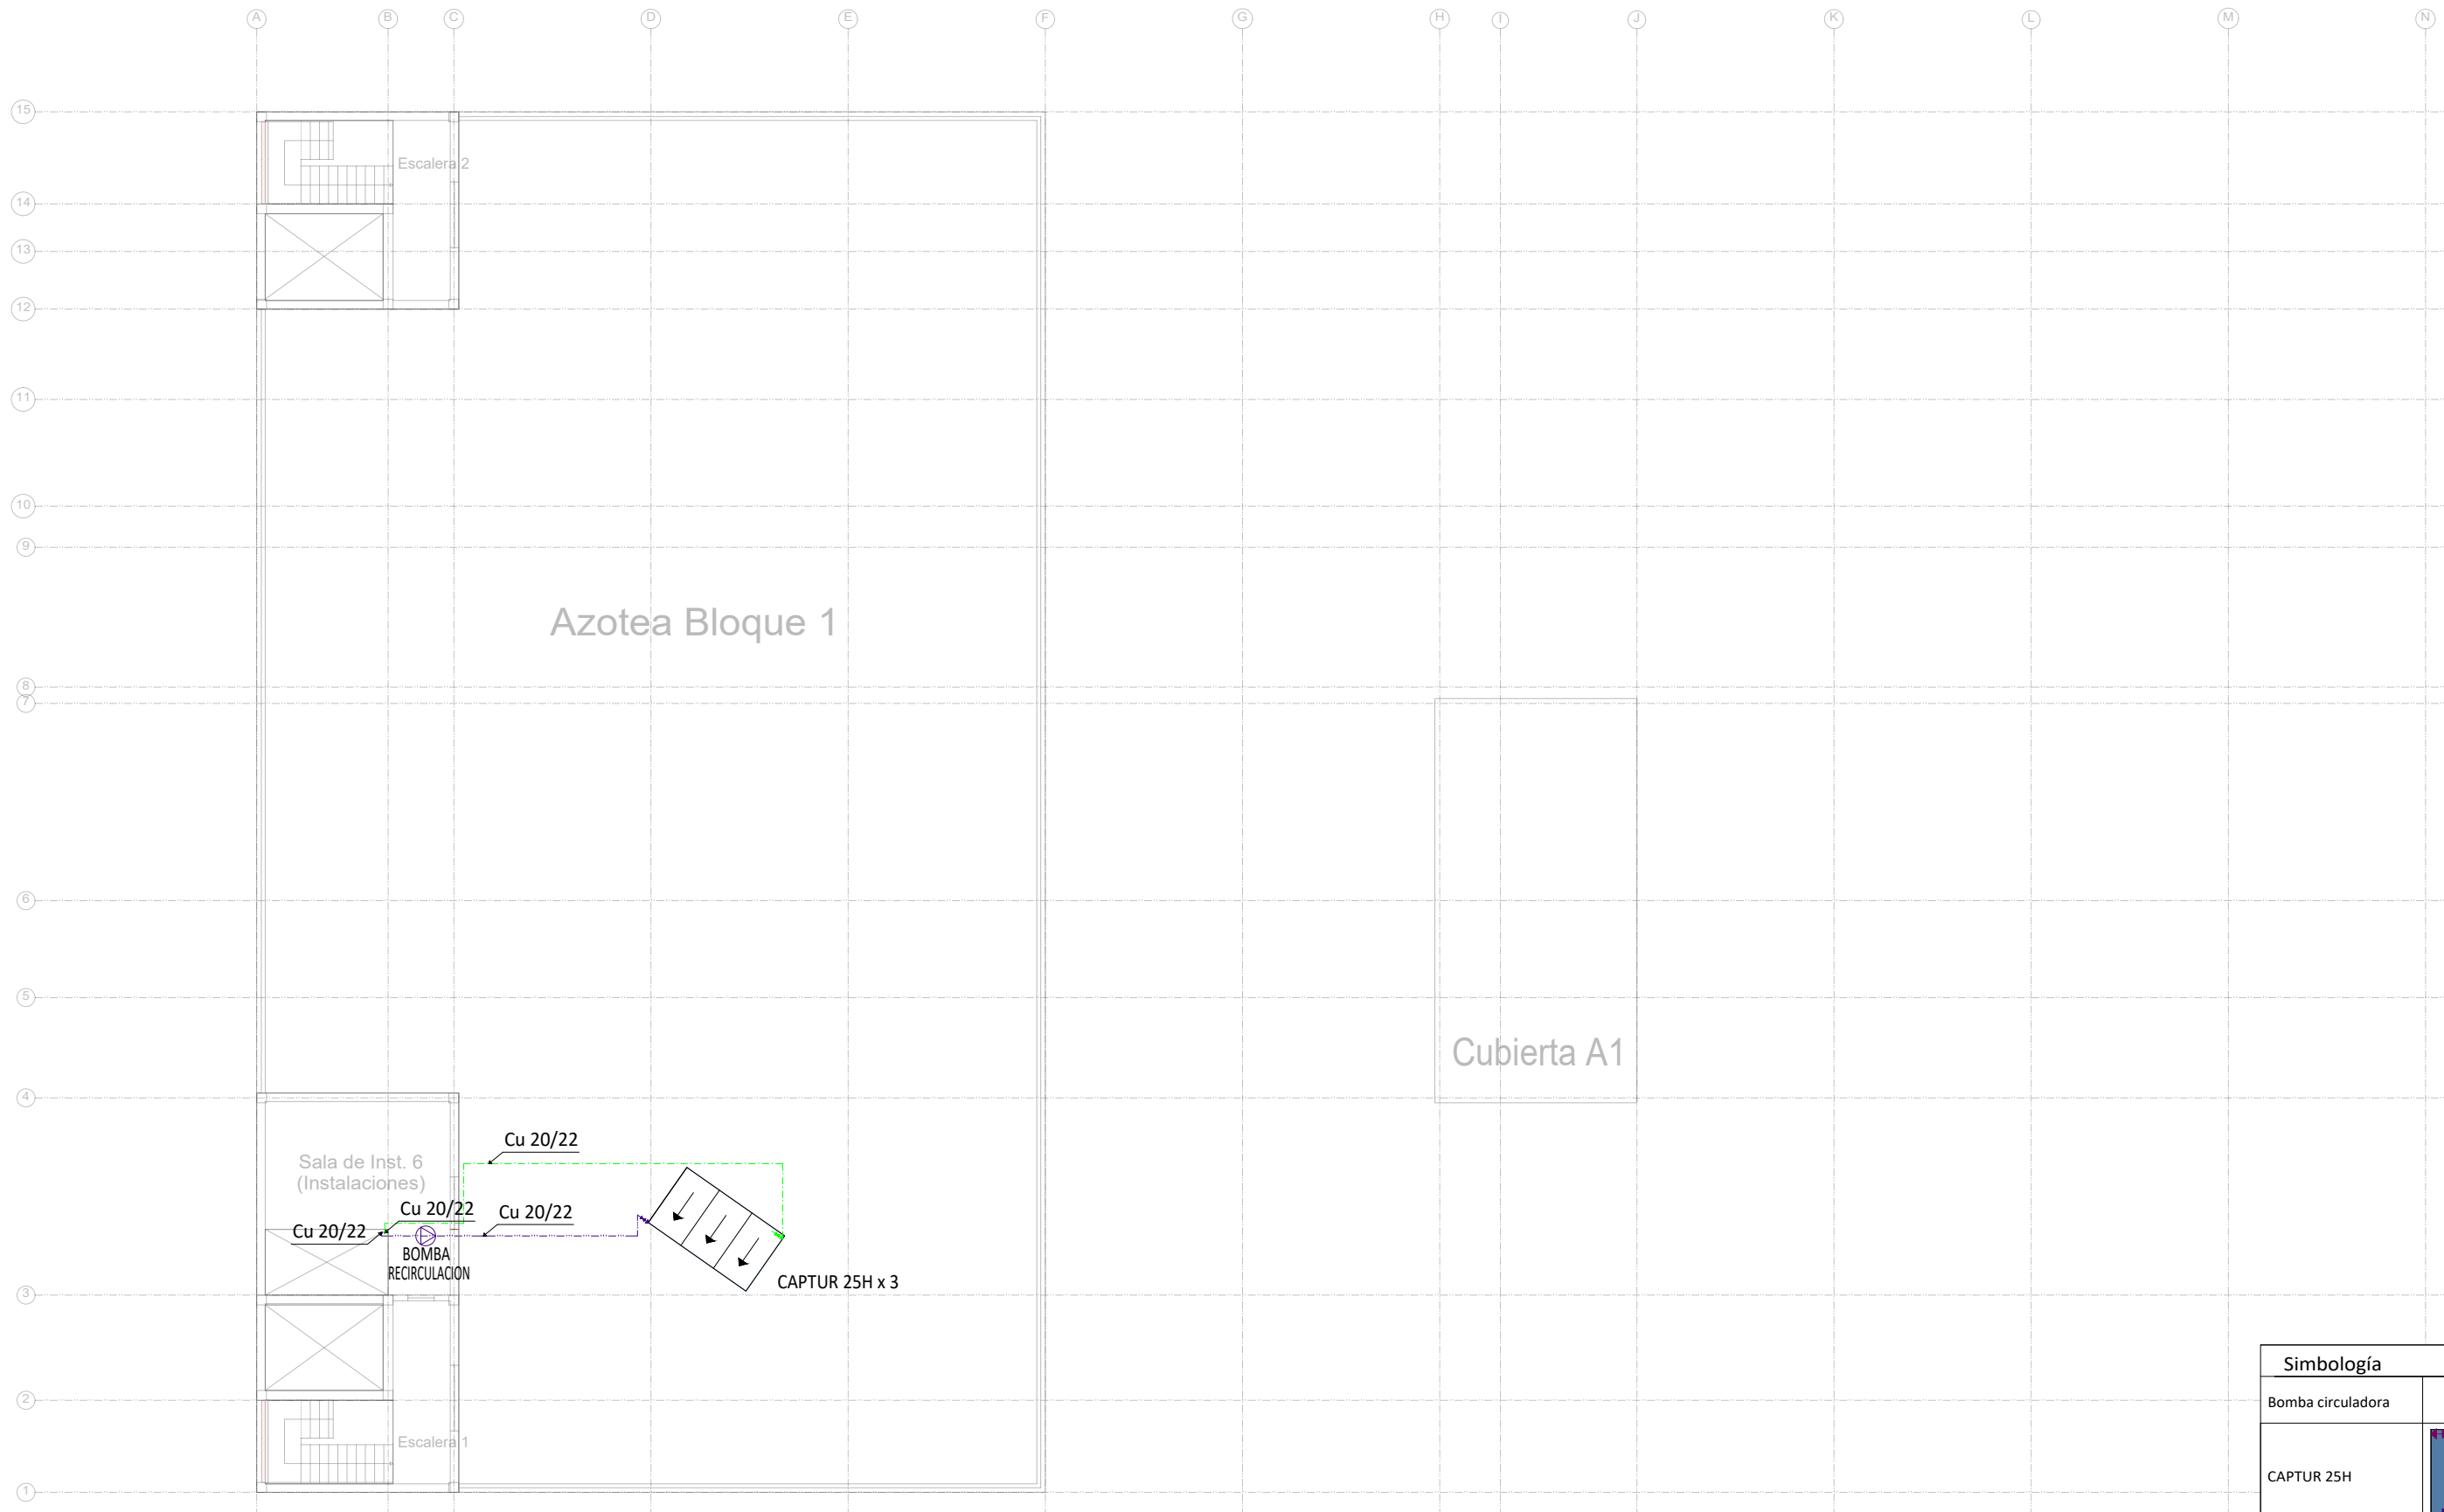 A B C D E F G H I J K L M N
15
Escalera 2
14
13
12
11
10
9
Azotea Bloque 1
8
7
6
5
Cubierta A1
4
Cu 20/22
Sala de Inst. 6
(Instalaciones)
Cu 20/22
Cu 20/22
Cu 20/22
BOMBA
RECIRCULACION
CAPTUR 25H x 3
3
Simbología
2
Bomba circuladora
Escalera 1
CAPTUR 25H
1